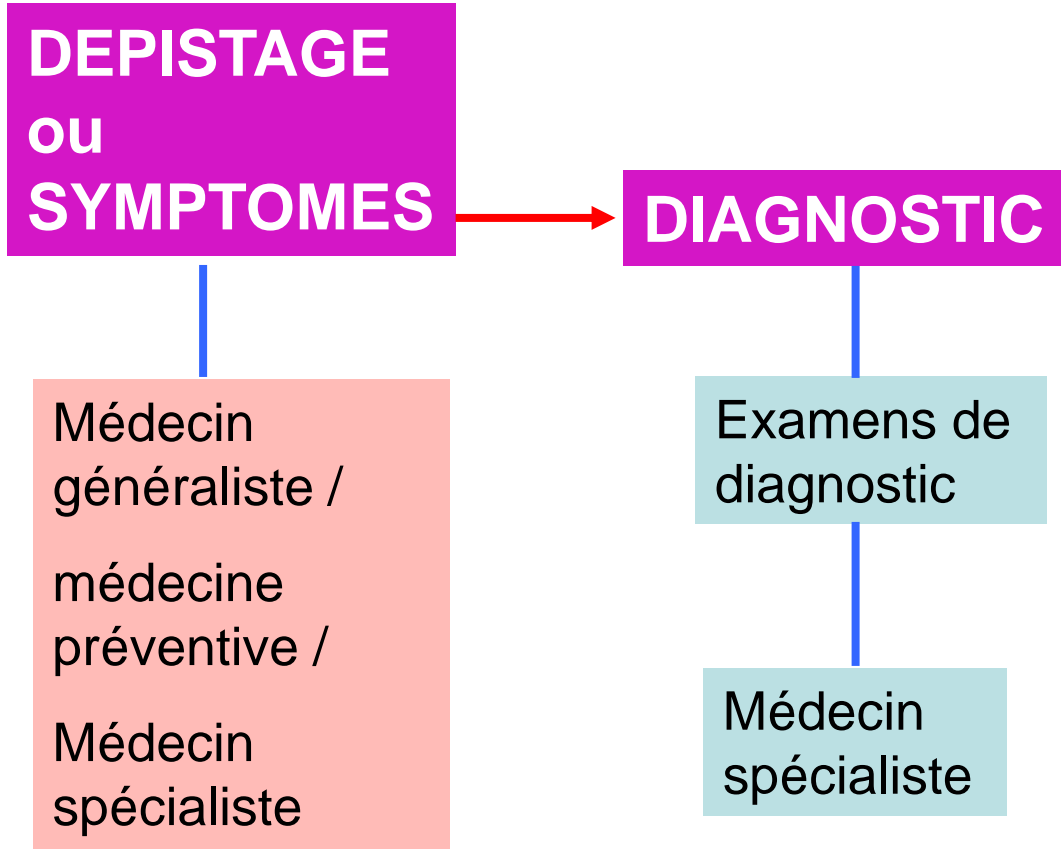 DEPISTAGE
ou
SYMPTOMES
DIAGNOSTIC
Médecin
généraliste /
médecine
préventive /
Médecin
spécialiste
Examens de
diagnostic
Médecin
spécialiste